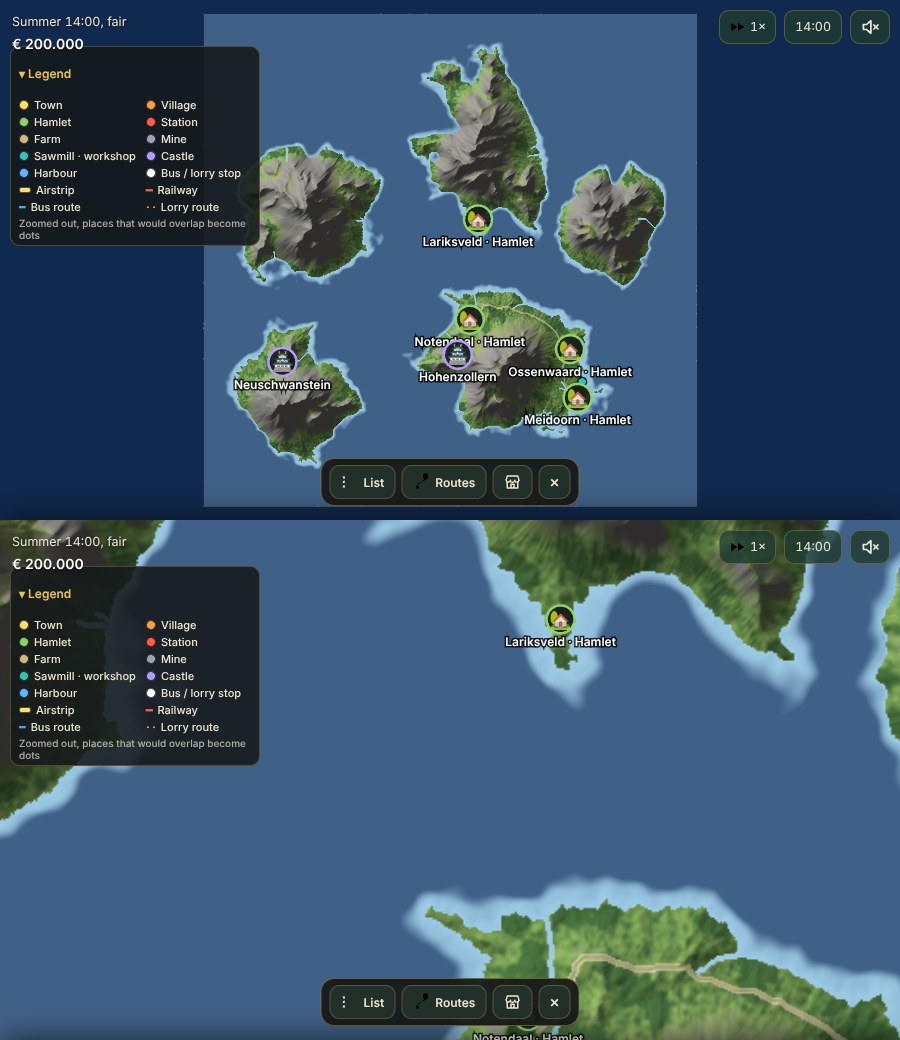 Summer 14:00, fair
€ 200.000
1×
14:00
▾ Legend
Town
Village
Hamlet
Station
Farm
Mine
Sawmill · workshop
Castle
Harbour
Bus / lorry stop
Airstrip
Railway
Bus route
Lorry route
Zoomed out, places that would overlap become
dots
Lariksveld · Hamlet
Notendaal · Hamlet
Ossenwaard · Hamlet
Hohenzollern
Neuschwanstein
Meidoorn · Hamlet
List
Routes
Summer 14:00, fair
€ 200.000
1×
14:00
▾ Legend
Town
Village
Hamlet
Station
Farm
Mine
Sawmill · workshop
Castle
Harbour
Bus / lorry stop
Airstrip
Railway
Bus route
Lorry route
Zoomed out, places that would overlap become
dots
Lariksveld · Hamlet
List
Routes
Notendaal · Hamlet